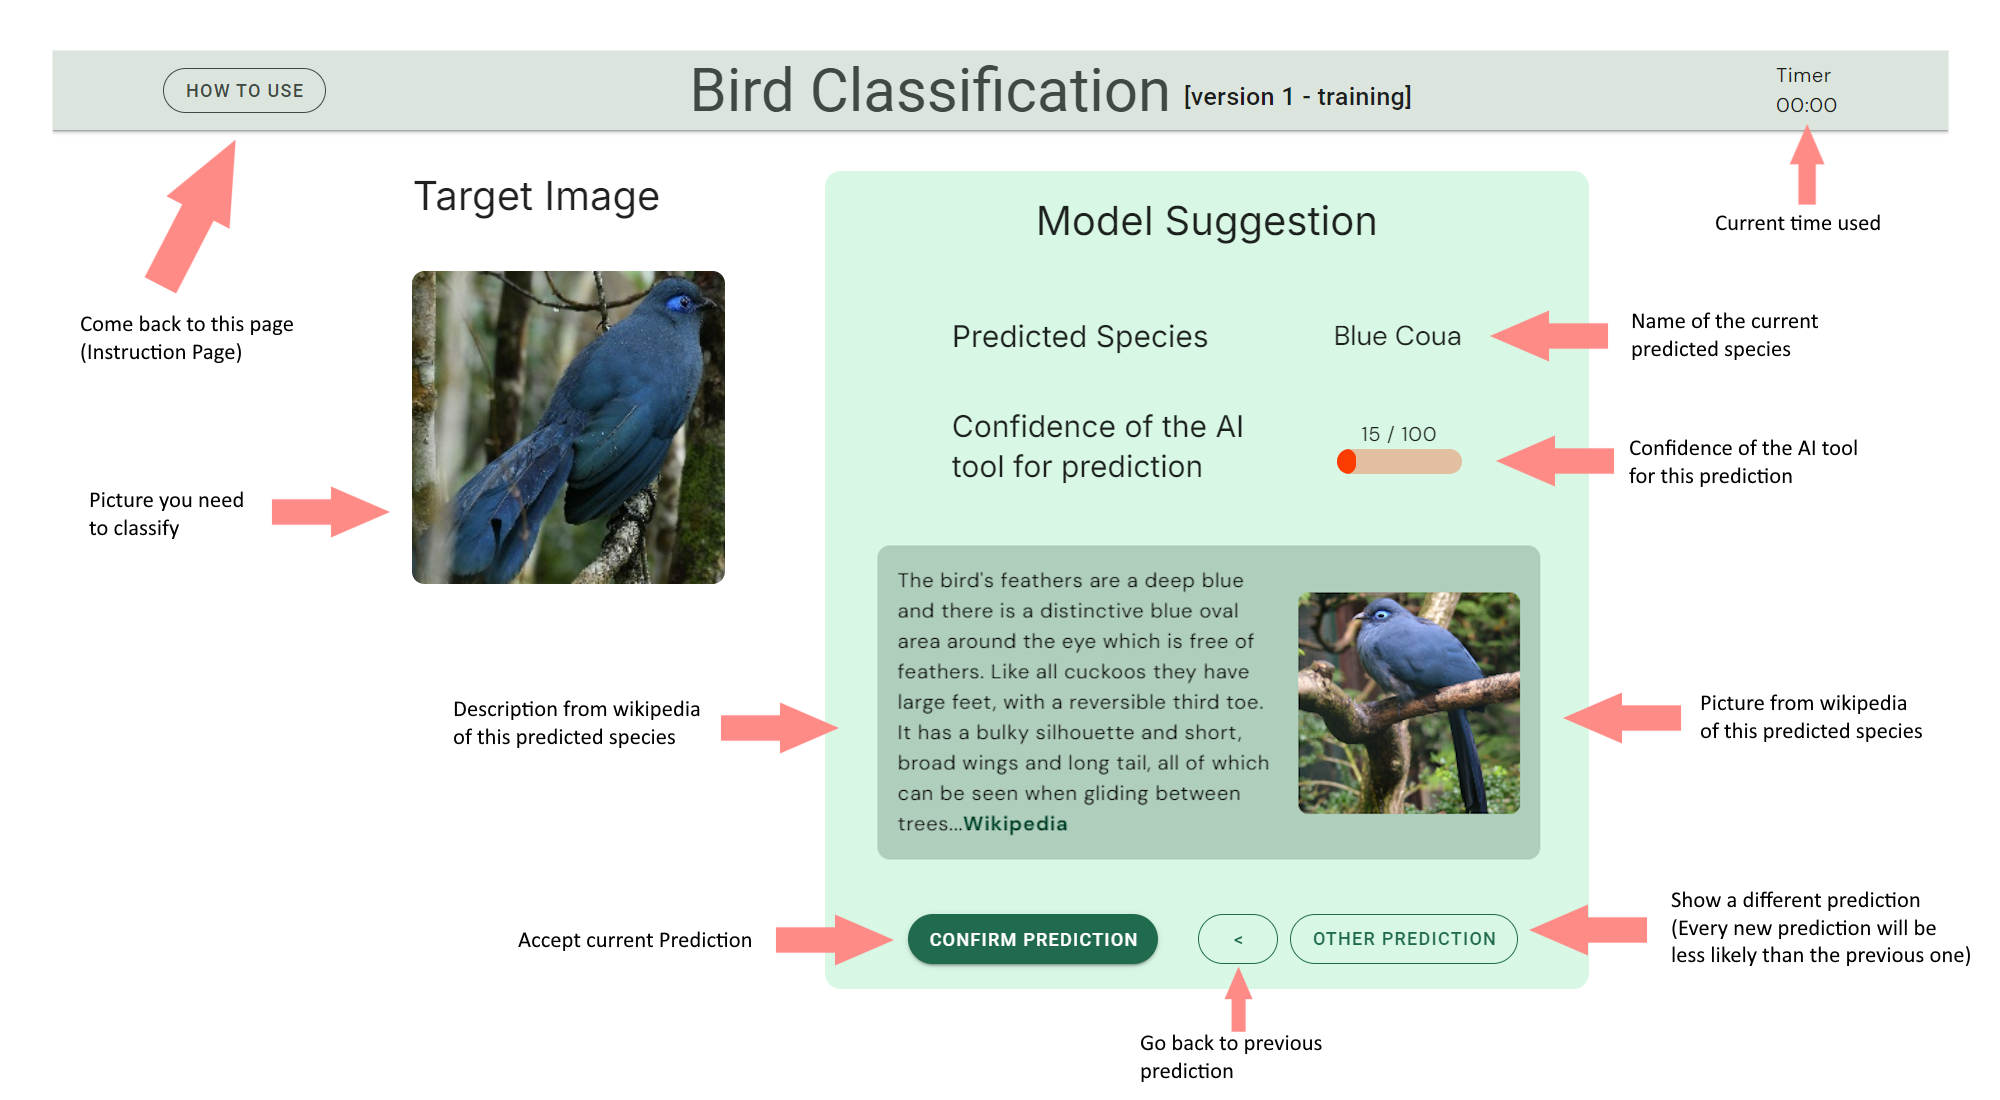 HOW TO USE
Bird Classification [version 1 - training]
Timer
00:00
Current time used
Come back to this page
(Instruction Page)
Target Image
Picture you need
to classify
Model Suggestion
Predicted Species
Blue Coua
Name of the current
predicted species
Confidence of the AI
tool for prediction
15 / 100
Confidence of the AI tool
for this prediction
Description from wikipedia
of this predicted species
The bird's feathers are a deep blue
and there is a distinctive blue oval
area around the eye which is free of
feathers. Like all cuckoos they have
large feet, with a reversible third toe.
It has a bulky silhouette and short,
broad wings and long tail, all of which
can be seen when gliding between
trees...Wikipedia
Picture from wikipedia
of this predicted species
Accept current Prediction
CONFIRM PREDICTION
<
OTHER PREDICTION
Show a different prediction
(Every new prediction will be
less likely than the previous one)
Go back to previous
prediction